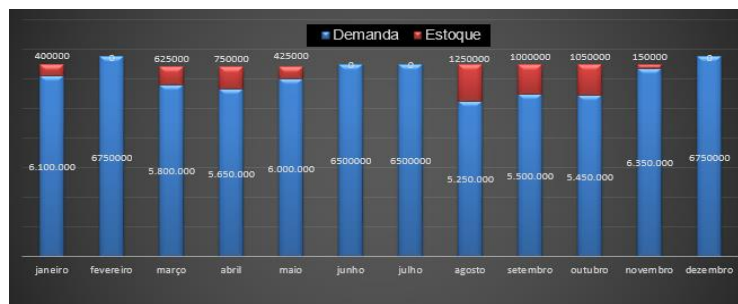 Demanda Estoque
400000 0 625000 750000 425000 0 0 1250000 1000000 1050000 150000 0
6.100.000 6750000 5.800.000 5.650.000 6.000.000 6500000 6500000 5.250.000 5.500.000 5.450.000 6.350.000 6750000
janeiro fevereiro março abril maio junho julho agosto setembro outubro novembro dezembro